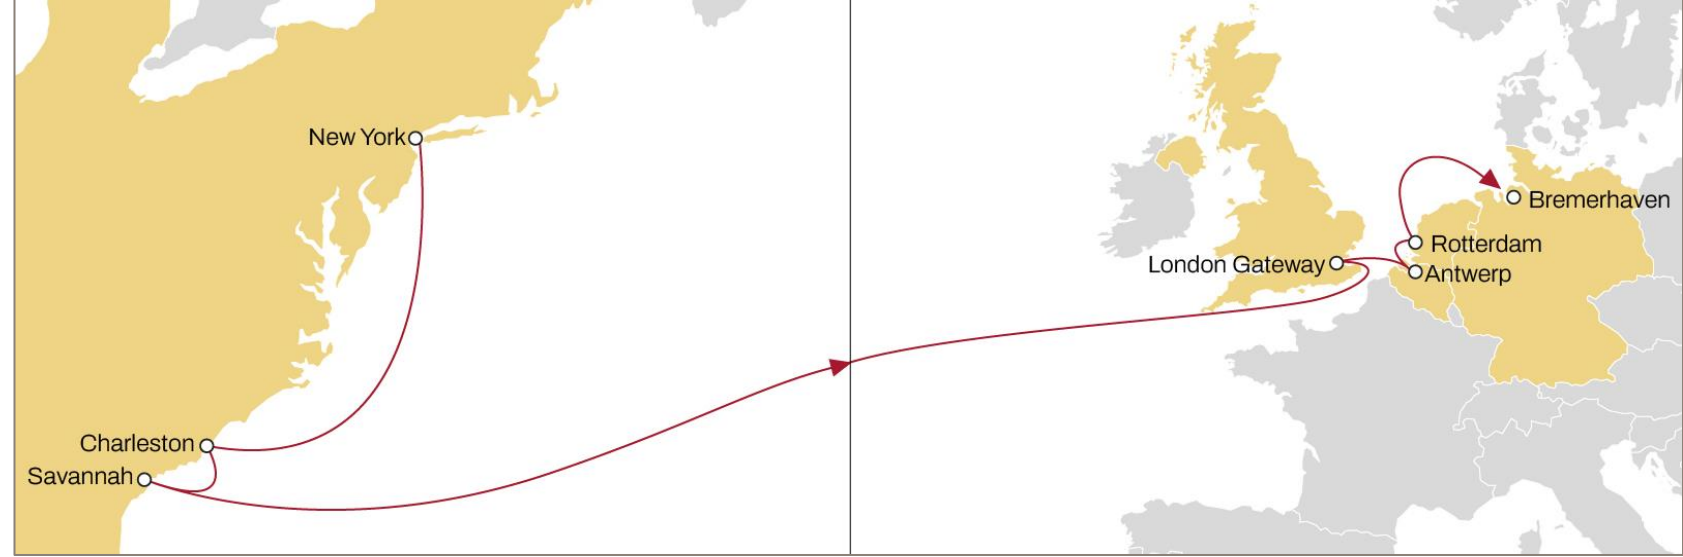 New York
Charleston
Savannah
London Gateway
Bremerhaven
Rotterdam
Antwerp